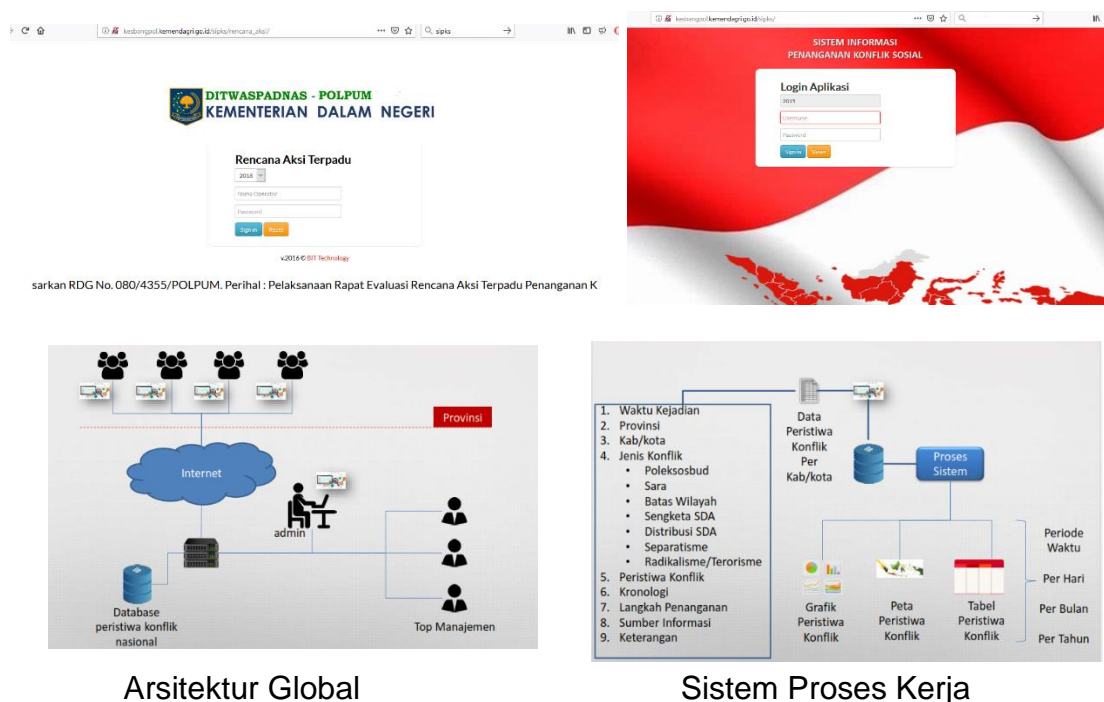 kesbangpol.kemendagri.go.id/sipks/rencana_aksi/
sipks
DITWASPADNAS - POLPUM
KEMENTERIAN DALAM NEGERI
Rencana Aksi Terpadu
2018
Nama Operator
Password
Sign in
Reset
v.2016 © BIT Technology
sarkan RDG No. 080/4355/POLPUM. Perihal : Pelaksanaan Rapat Evaluasi Rencana Aksi Terpadu Penanganan K
kesbangpol.kemendagri.go.id/sipks/
SISTEM INFORMASI
PENANGANAN KONFLIK SOSIAL
Login Aplikasi
Username
Password
Sign in
Reset
Provinsi
Internet
admin
Database
peristiwa konflik
nasional
Top Manajemen
Arsitektur Global
1. Waktu Kejadian
2. Provinsi
3. Kab/kota
4. Jenis Konflik
• Poleksosbud
• Sara
• Batas Wilayah
• Sengketa SDA
• Distribusi SDA
• Separatisme
• Radikalisme/Terorisme
5. Peristiwa Konflik
6. Kronologi
7. Langkah Penanganan
8. Sumber Informasi
9. Keterangan
Data
Peristiwa
Konflik
Per
Kab/kota
Proses
Sistem
Grafik
Peristiwa
Konflik
Peta
Peristiwa
Konflik
Tabel
Peristiwa
Konflik
Periode
Waktu
Per Hari
Per Bulan
Per Tahun
Sistem Proses Kerja